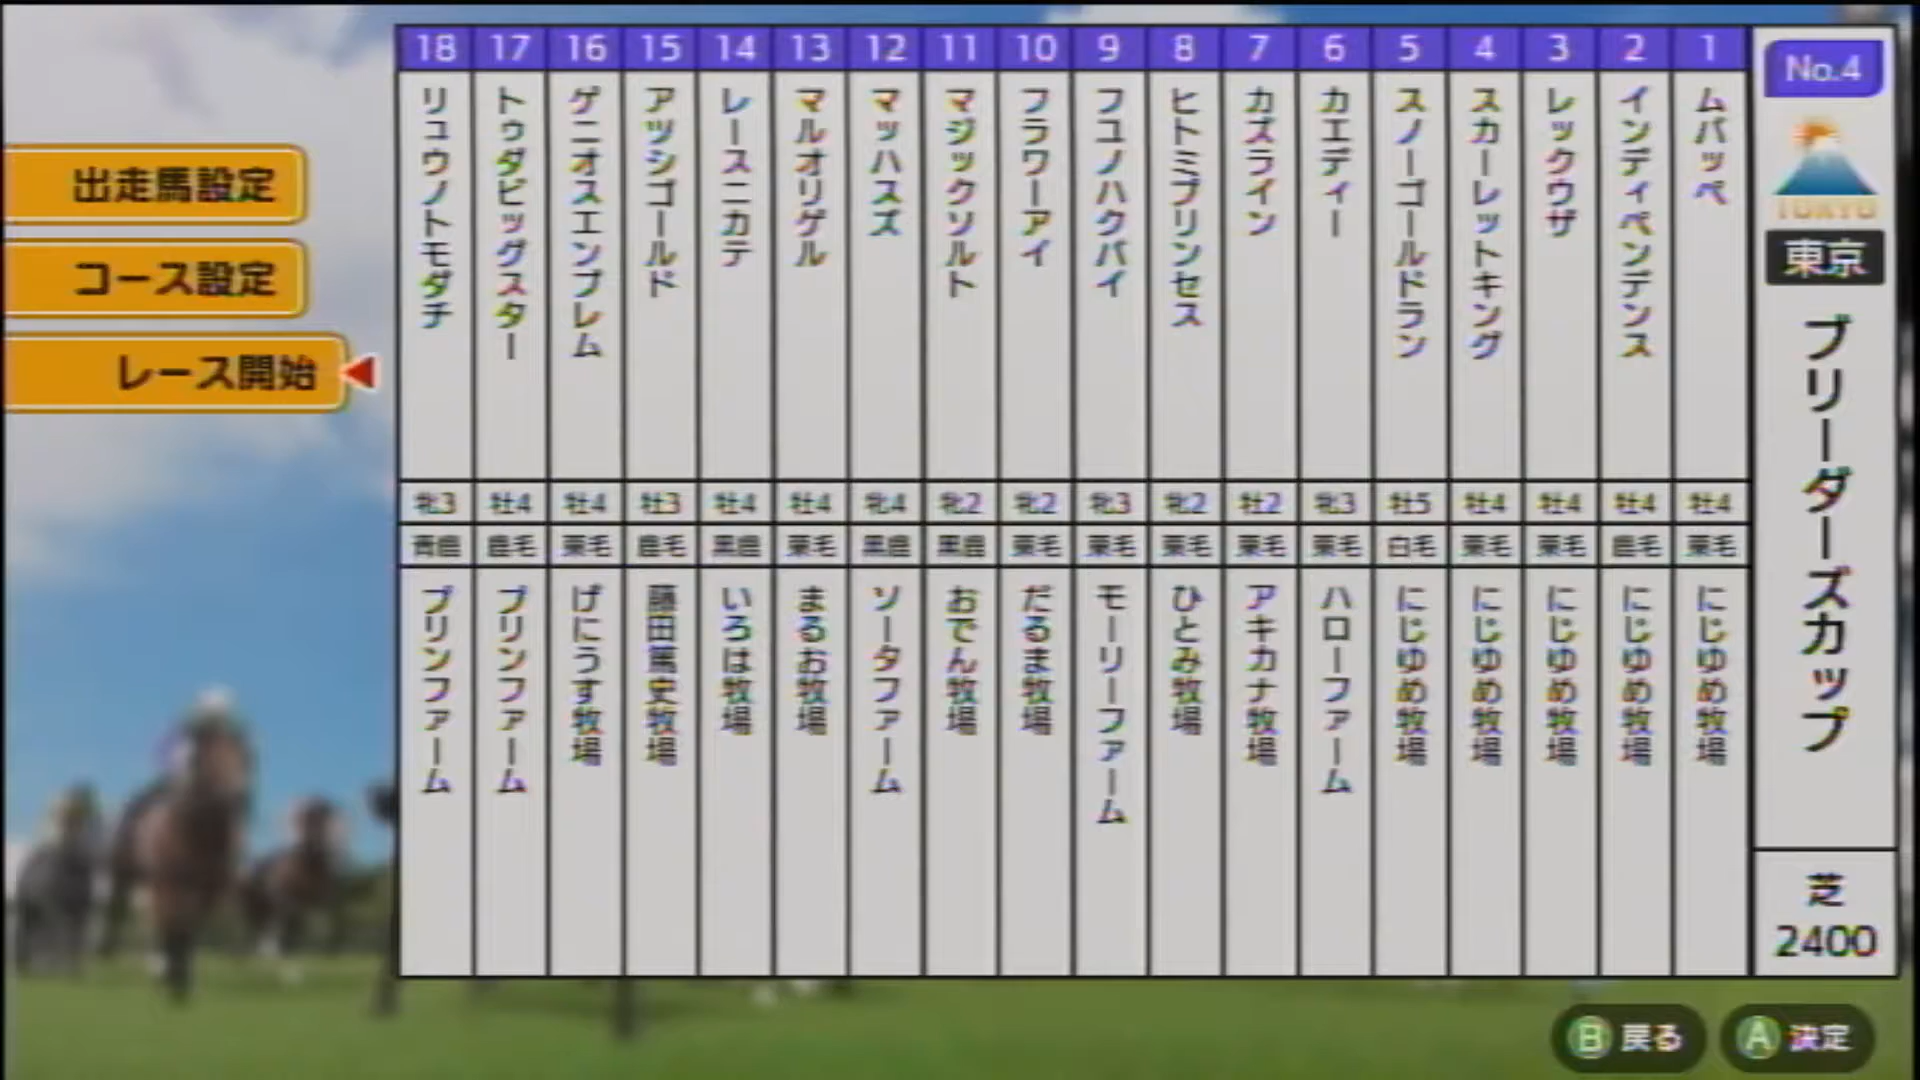 出走馬設定
コース設定
レース開始
No.4
TOKYO
東京
ブリーダーズカップ
芝
2400
1
ムバッペ
牡4
栗毛
にじゆめ牧場
2
インディペンデンス
牡4
鹿毛
にじゆめ牧場
3
レックウザ
牡4
栗毛
にじゆめ牧場
4
スカーレットキング
牡4
栗毛
にじゆめ牧場
5
スノーゴールドラン
牡5
白毛
にじゆめ牧場
6
カエディー
牝3
栗毛
ハローファーム
7
カズライン
牡2
栗毛
アキカナ牧場
8
ヒトミプリンセス
牝2
栗毛
ひとみ牧場
9
フユノハクバイ
牝3
栗毛
モーリーファーム
10
フラワーアイ
牝2
栗毛
だるま牧場
11
マジックソルト
牝2
黒鹿
おでん牧場
12
マッハスズ
牝4
黒鹿
ソータファーム
13
マルオリゲル
牡4
栗毛
まるお牧場
14
レースニカテ
牡4
黒鹿
いろは牧場
15
アツシゴールド
牡3
鹿毛
藤田篤史牧場
16
ゲニオスエンブレム
牡4
栗毛
げにうす牧場
17
トゥダビッグスター
牡4
鹿毛
プリンファーム
18
リュウノトモダチ
牝3
青鹿
プリンファーム
B 戻る
A 決定